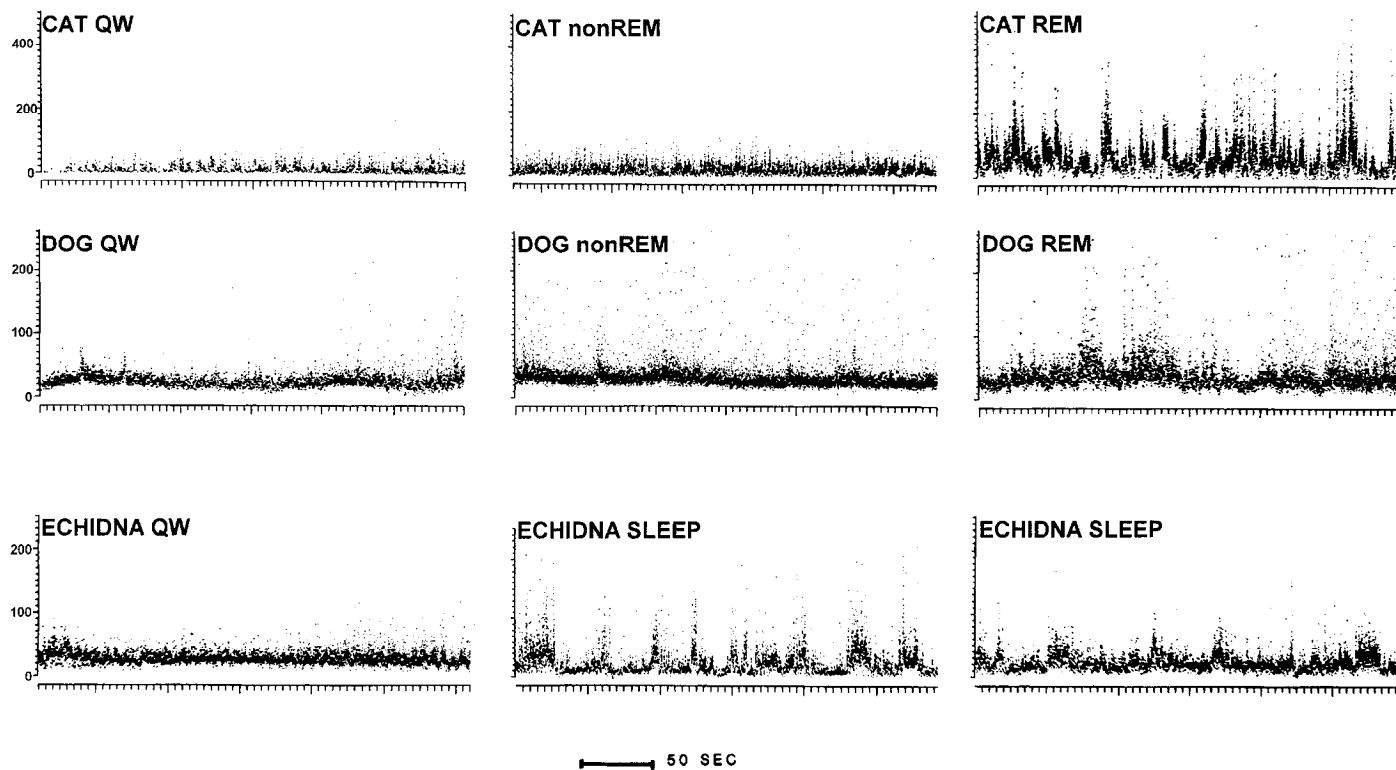 CAT QW
CAT nonREM
CAT REM
400
200
0
DOG QW
DOG nonREM
DOG REM
200
100
0
ECHIDNA QW
ECHIDNA SLEEP
ECHIDNA SLEEP
200
100
0
50 SEC